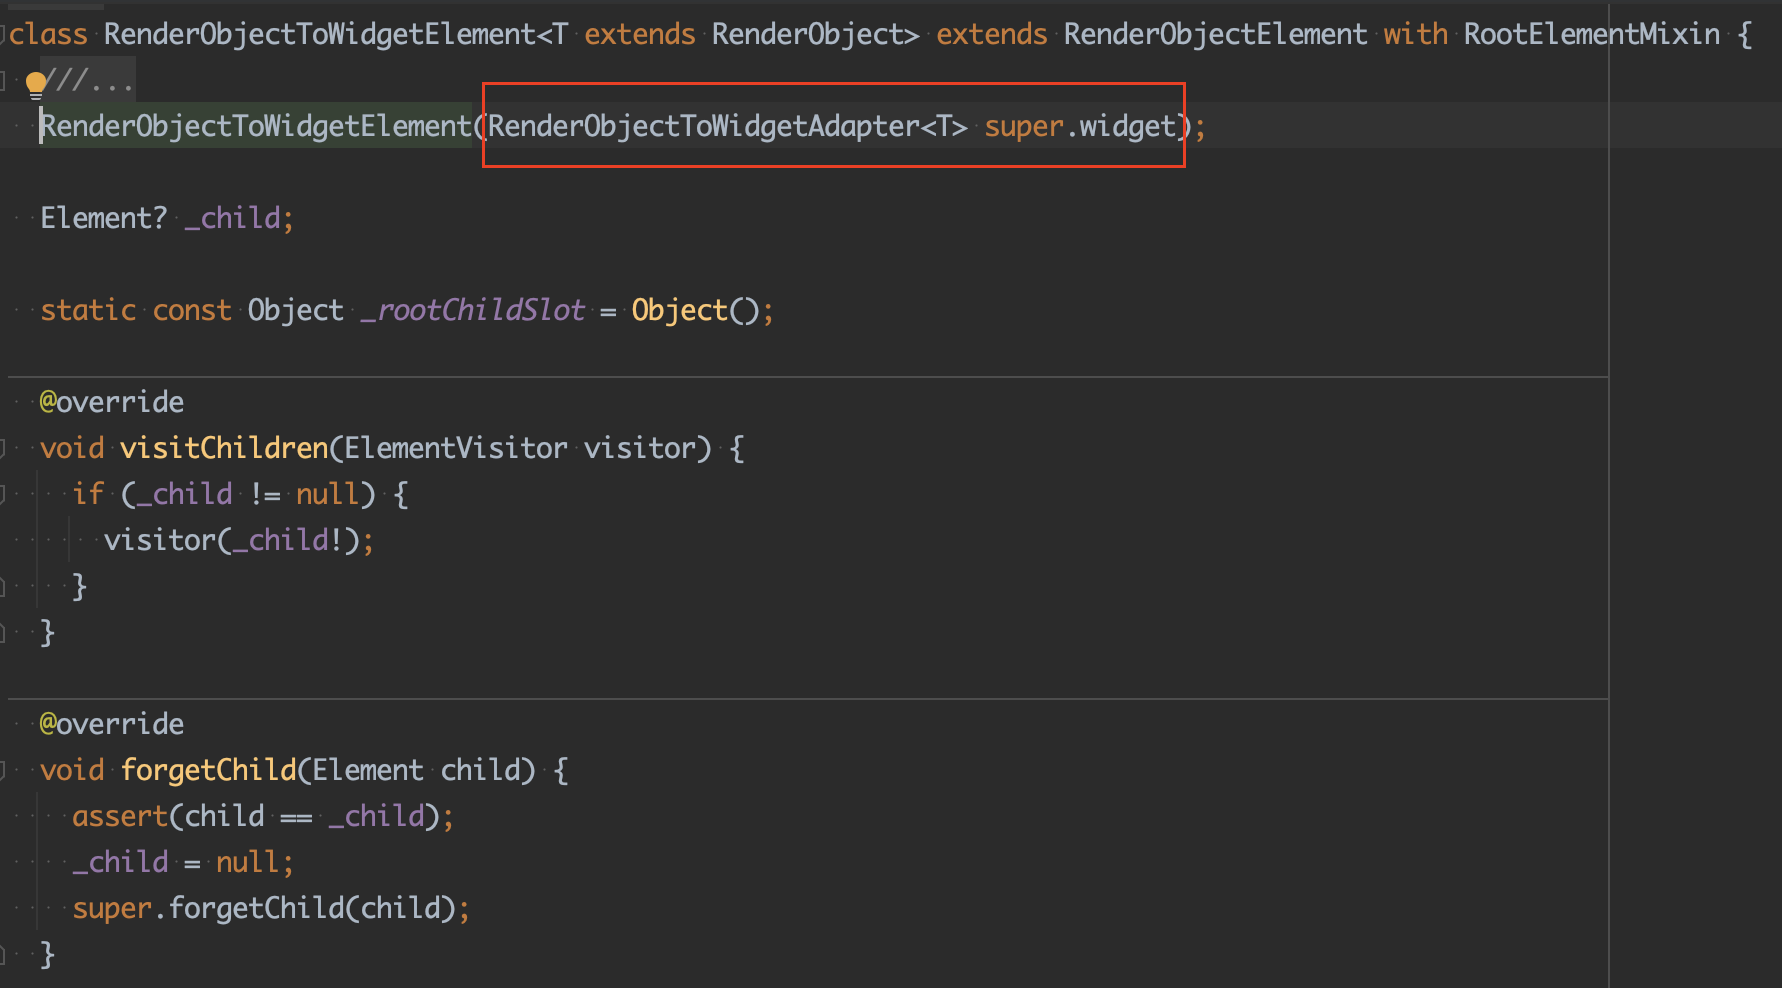 class RenderObjectToWidgetElement<T extends RenderObject> extends RenderObjectElement with RootElementMixin {
///...
RenderObjectToWidgetElement(RenderObjectToWidgetAdapter<T> super.widget);
Element? _child;
static const Object _rootChildSlot = Object();
@override
void visitChildren(ElementVisitor visitor) {
if (_child != null) {
visitor(_child!);
}
}
@override
void forgetChild(Element child) {
assert(child == _child);
_child = null;
super.forgetChild(child);
}